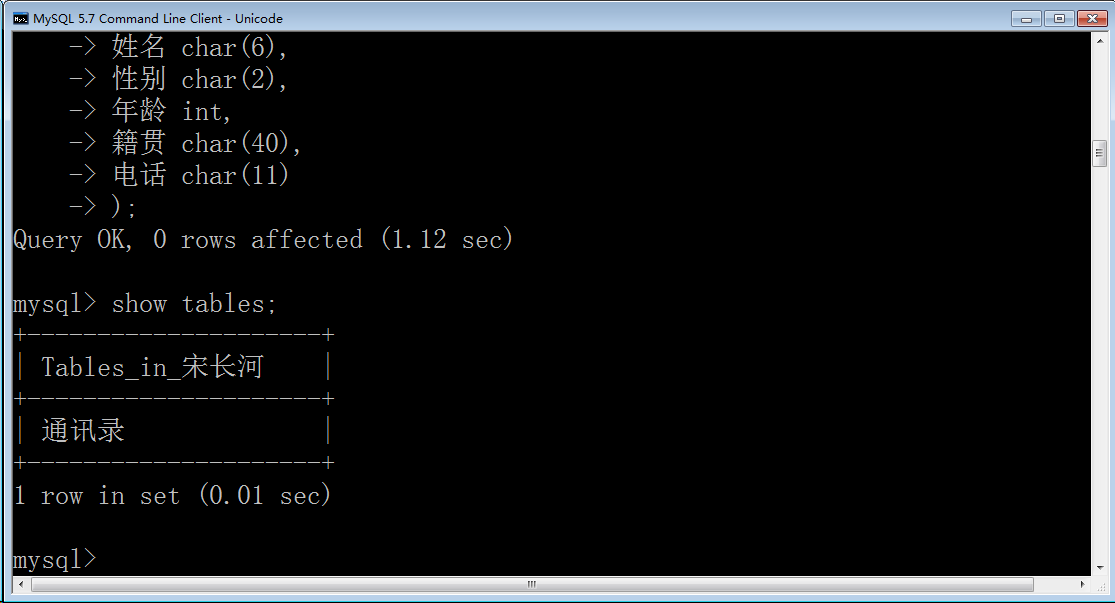 MySQL 5.7 Command Line Client - Unicode
-> 姓名 char(6),
-> 性别 char(2),
-> 年龄 int,
-> 籍贯 char(40),
-> 电话 char(11)
-> );
Query OK, 0 rows affected (1.12 sec)
mysql> show tables;
+---------------------+
| Tables_in_宋长河    |
+---------------------+
| 通讯录              |
+---------------------+
1 row in set (0.01 sec)
mysql>